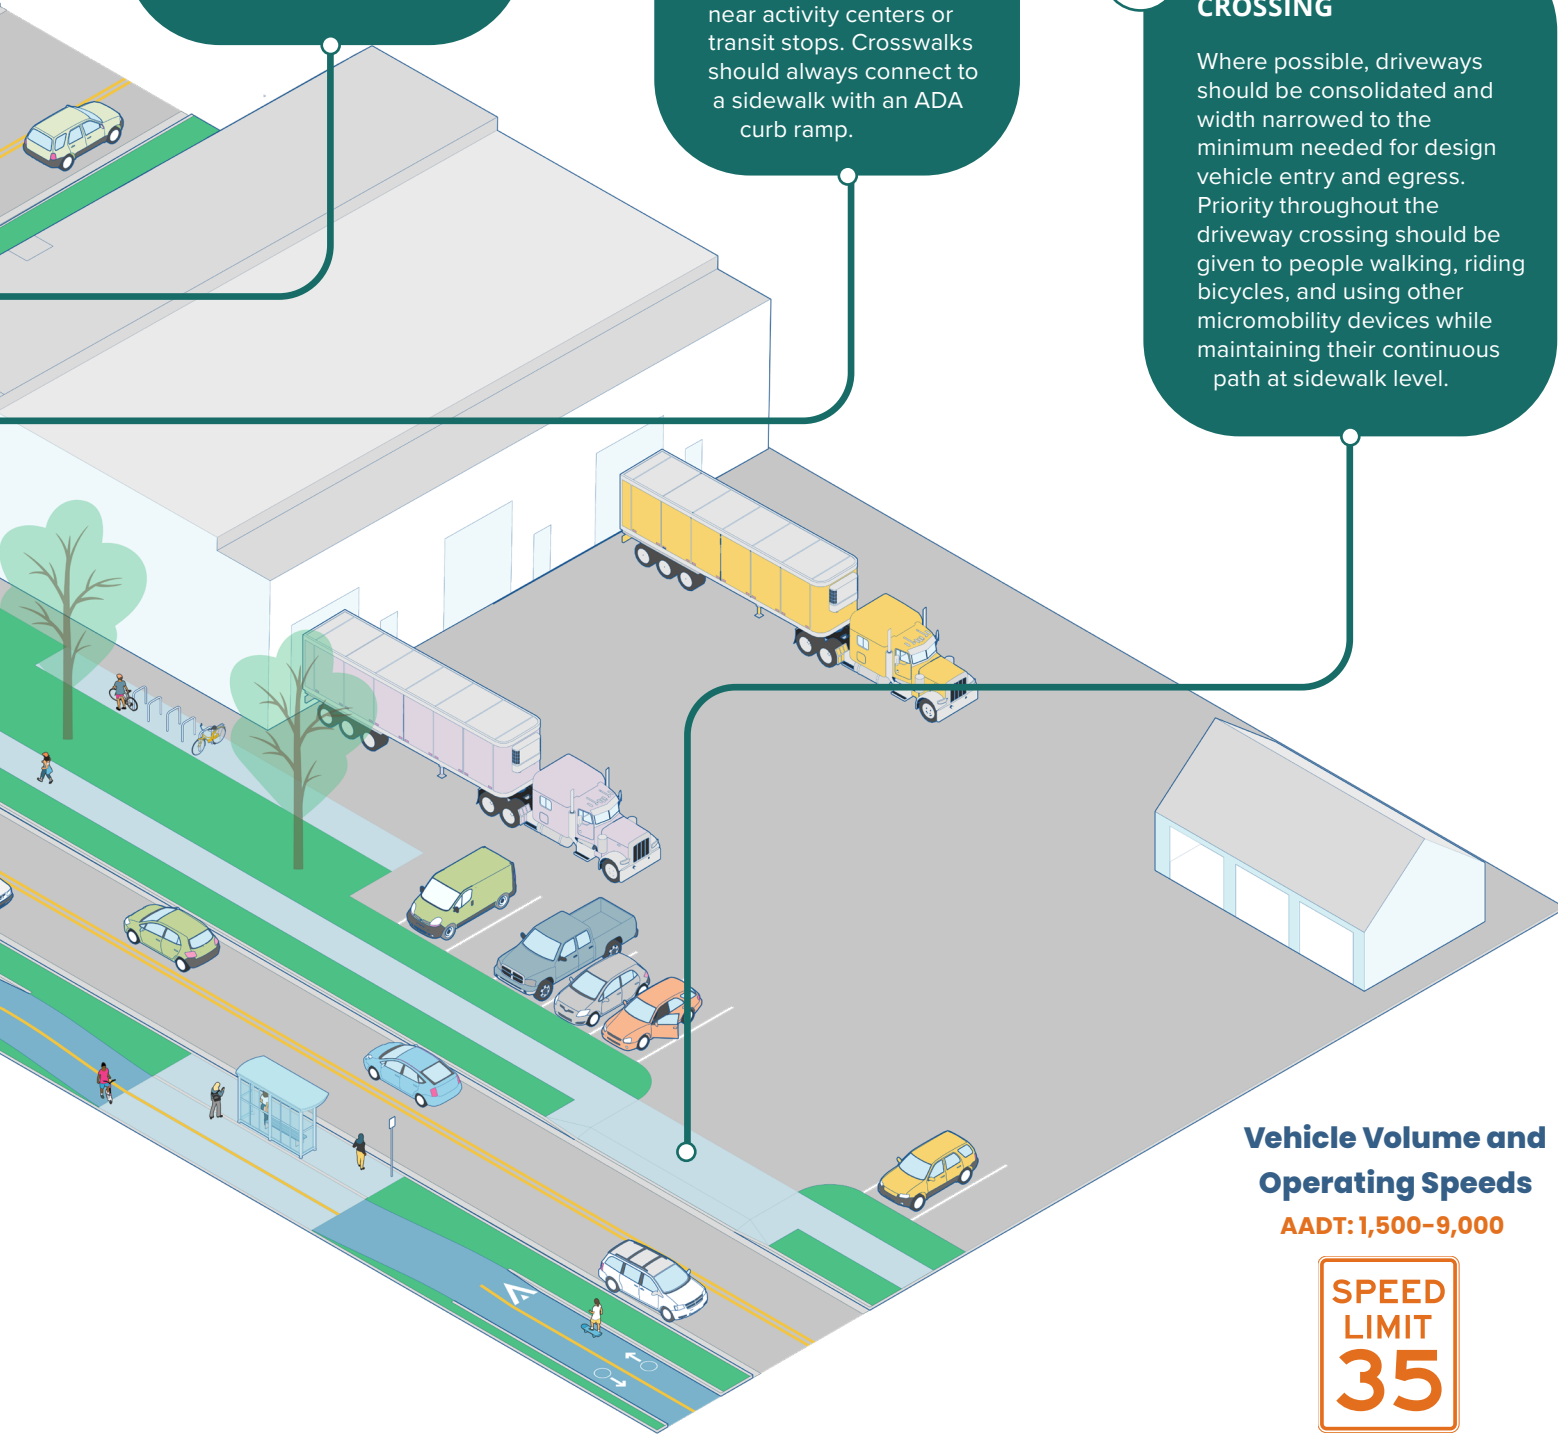 near activity centers or
transit stops. Crosswalks
should always connect to
a sidewalk with an ADA
curb ramp.
CROSSING
Where possible, driveways
should be consolidated and
width narrowed to the
minimum needed for design
vehicle entry and egress.
Priority throughout the
driveway crossing should be
given to people walking, riding
bicycles, and using other
micromobility devices while
maintaining their continuous
path at sidewalk level.
Vehicle Volume and
Operating Speeds
AADT: 1,500-9,000
SPEED
LIMIT
35